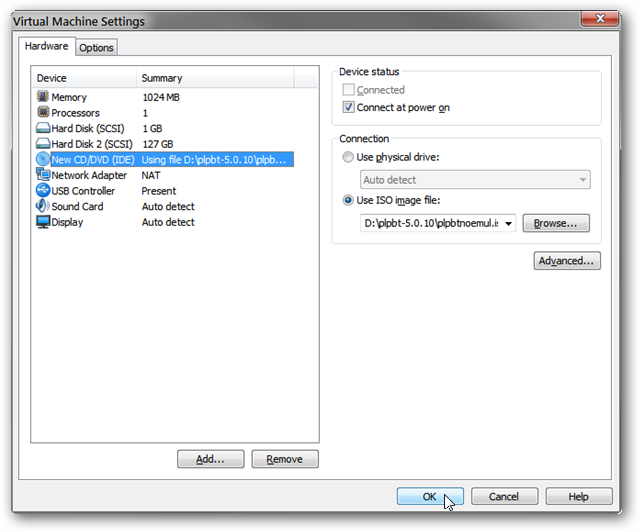 Virtual Machine Settings
Hardware
Options
Device Summary
Memory 1024 MB
Processors 1
Hard Disk (SCSI) 1 GB
Hard Disk 2 (SCSI) 127 GB
New CD/DVD (IDE) Using file D:\plpbt-5.0.10\plpb...
Network Adapter NAT
USB Controller Present
Sound Card Auto detect
Display Auto detect
Add...
Remove
Device status
Connected
Connect at power on
Connection
Use physical drive:
Auto detect
Use ISO image file:
D:\plpbt-5.0.10\plpbtnoemul.is
Browse...
Advanced...
OK
Cancel
Help